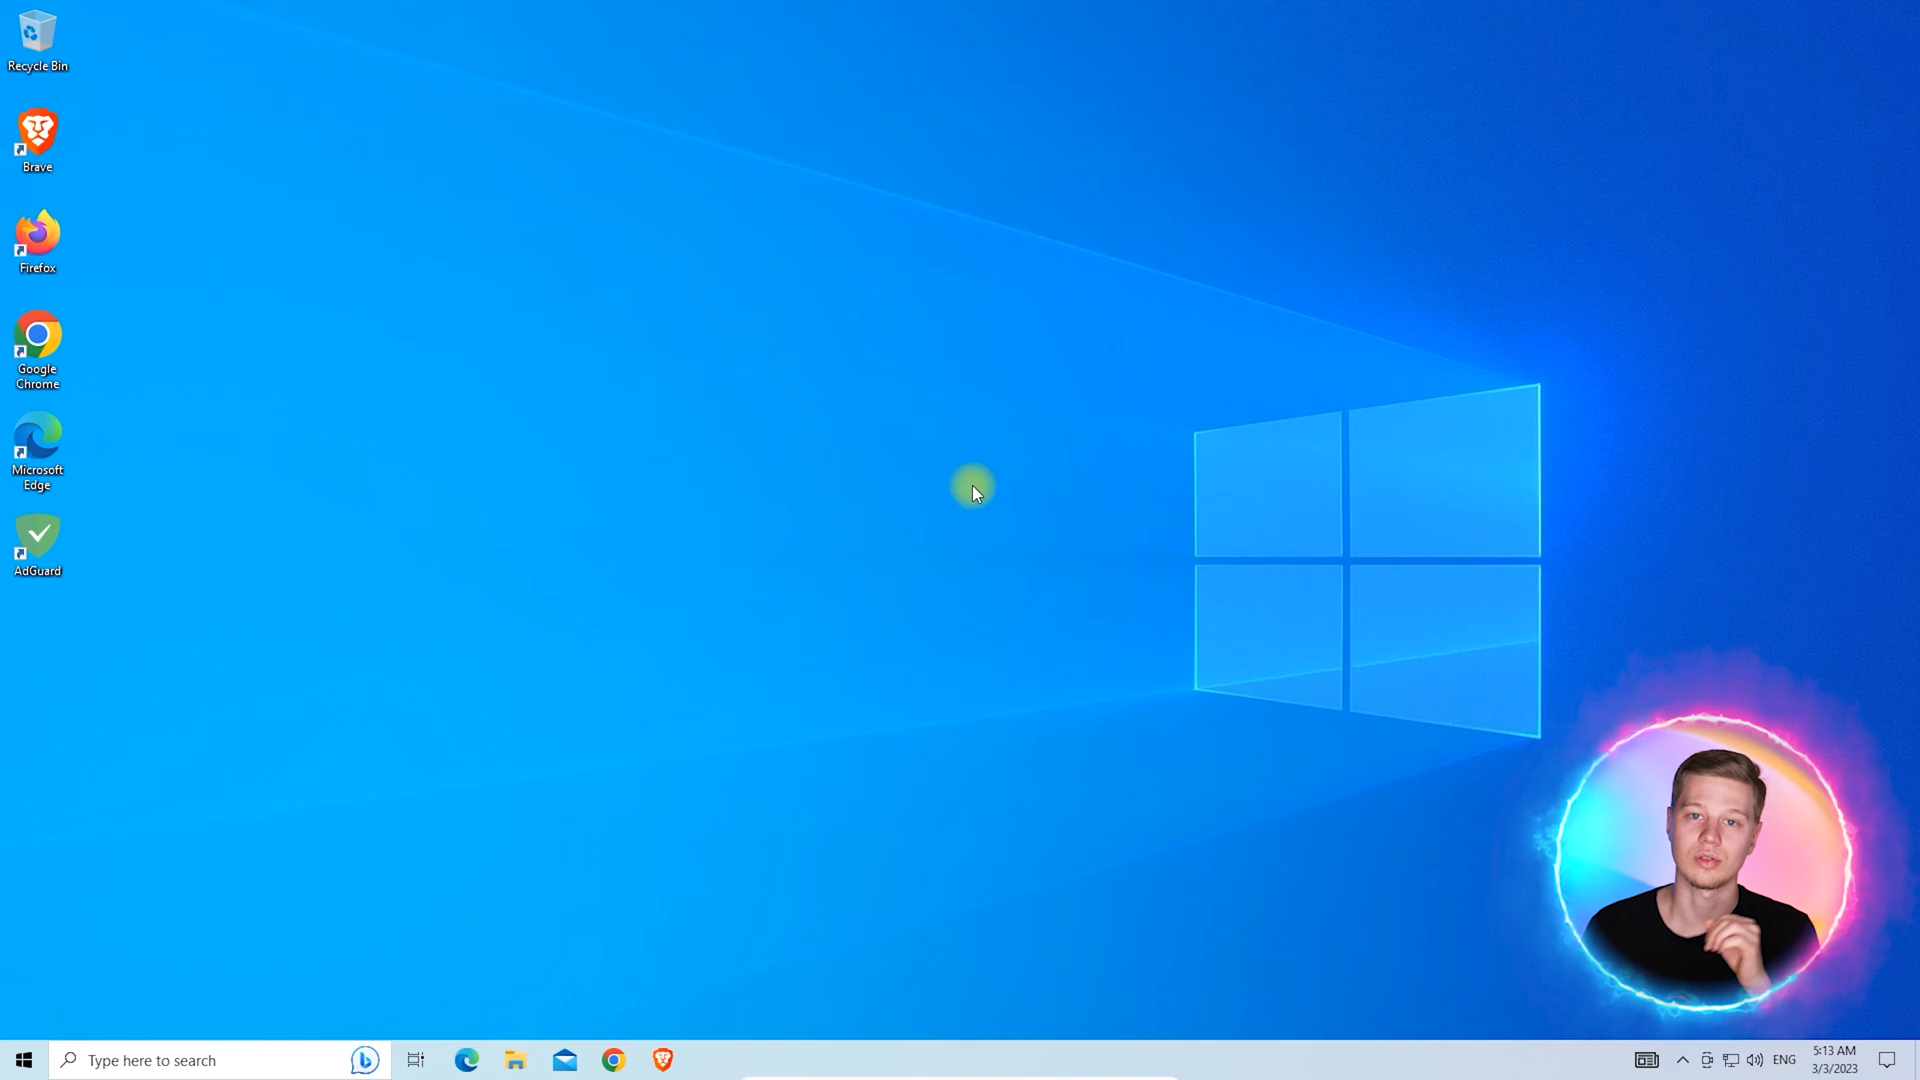 Recycle Bin
Brave
Firefox
Google
Chrome
Microsoft
Edge
AdGuard
Type here to search
ENG
5:13 AM
3/3/2023